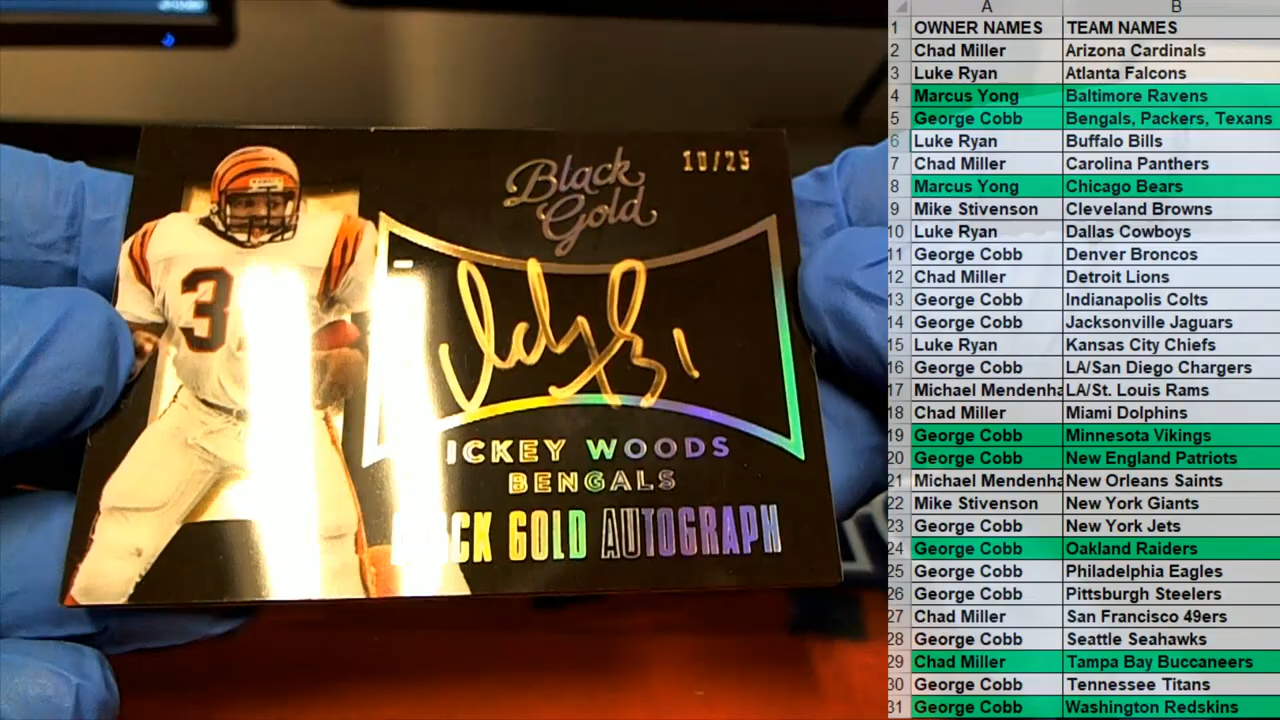 Black
Gold
10/25
31
ICKEY WOODS
BENGALS
CK GOLD AUTOGRAPH
3
A B
1 OWNER NAMES TEAM NAMES
2 Chad Miller Arizona Cardinals
3 Luke Ryan Atlanta Falcons
4 Marcus Yong Baltimore Ravens
5 George Cobb Bengals, Packers, Texans
6 Luke Ryan Buffalo Bills
7 Chad Miller Carolina Panthers
8 Marcus Yong Chicago Bears
9 Mike Stivenson Cleveland Browns
10 Luke Ryan Dallas Cowboys
11 George Cobb Denver Broncos
12 Chad Miller Detroit Lions
13 George Cobb Indianapolis Colts
14 George Cobb Jacksonville Jaguars
15 Luke Ryan Kansas City Chiefs
16 George Cobb LA/San Diego Chargers
17 Michael Mendenha LA/St. Louis Rams
18 Chad Miller Miami Dolphins
19 George Cobb Minnesota Vikings
20 George Cobb New England Patriots
21 Michael Mendenha New Orleans Saints
22 Mike Stivenson New York Giants
23 George Cobb New York Jets
24 George Cobb Oakland Raiders
25 George Cobb Philadelphia Eagles
26 George Cobb Pittsburgh Steelers
27 Chad Miller San Francisco 49ers
28 George Cobb Seattle Seahawks
29 Chad Miller Tampa Bay Buccaneers
30 George Cobb Tennessee Titans
31 George Cobb Washington Redskins